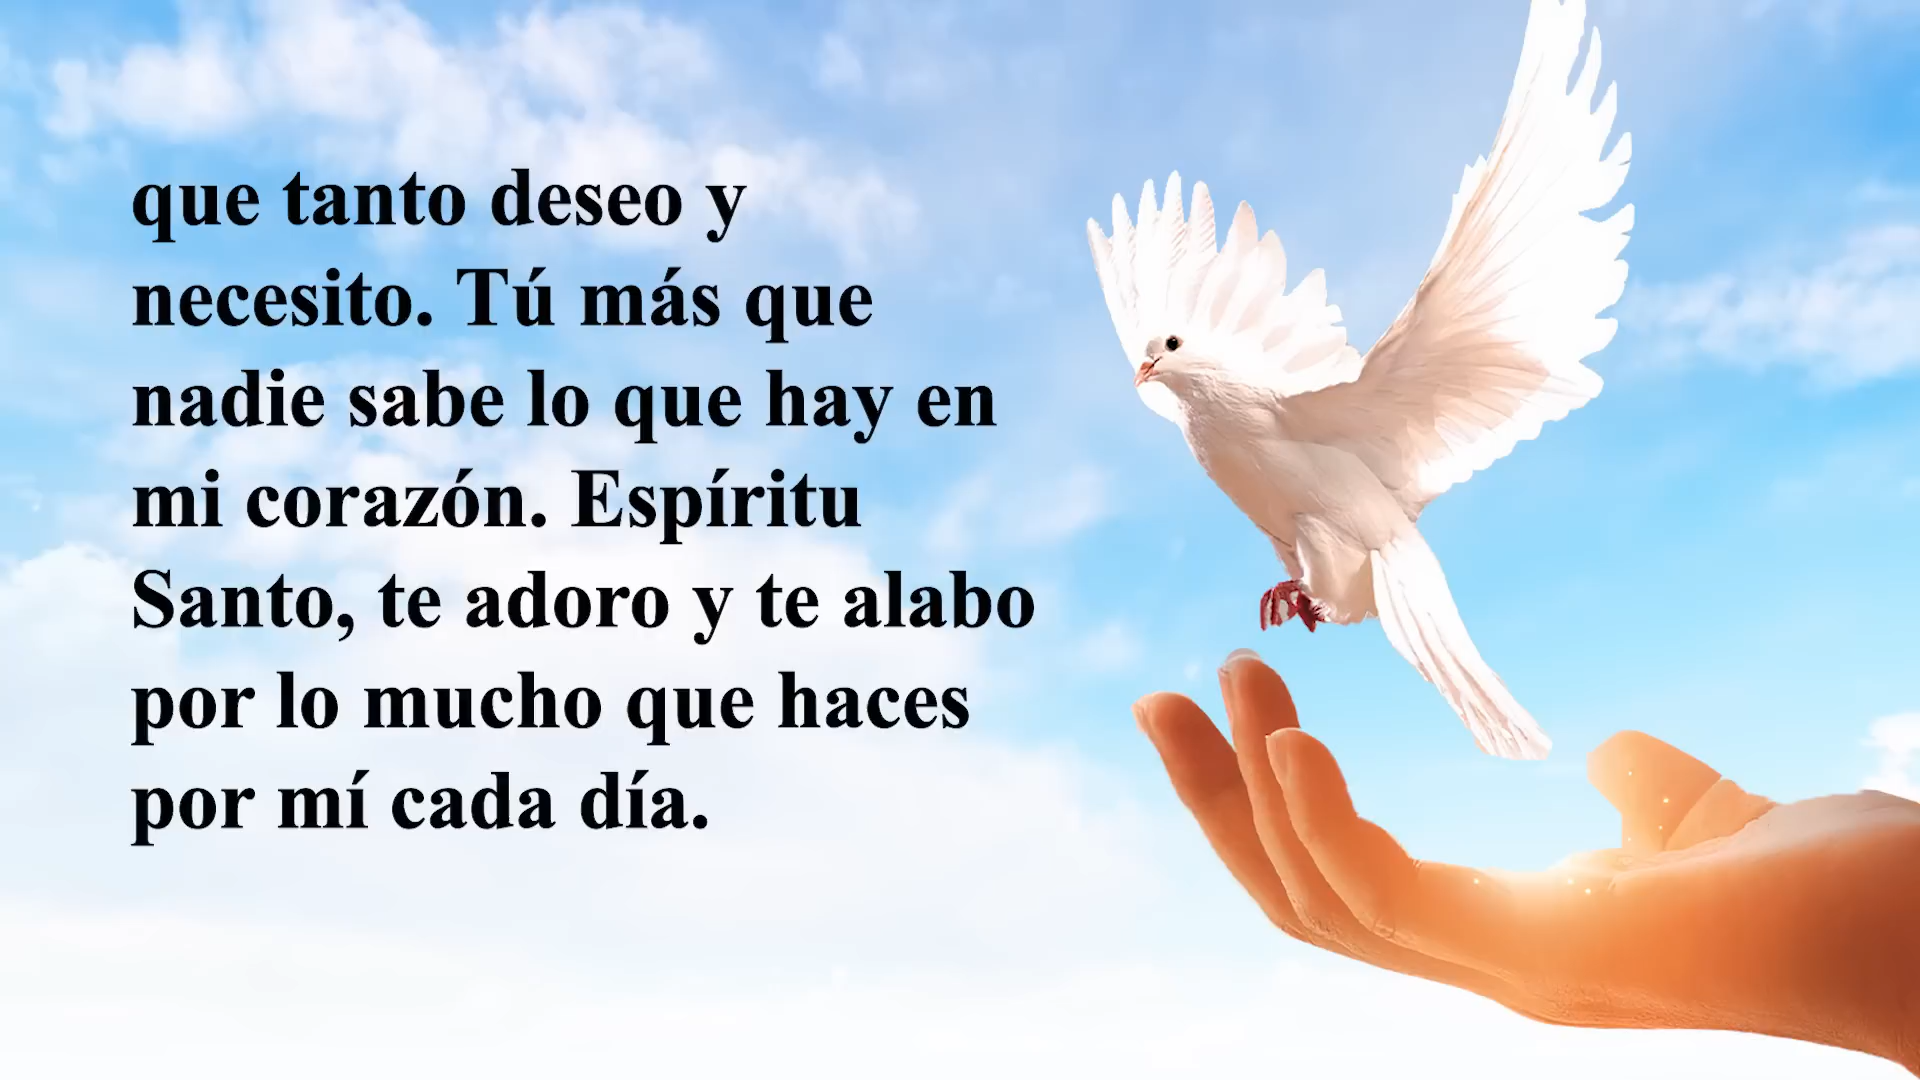 que tanto deseo y
necesito. Tú más que
nadie sabe lo que hay en
mi corazón. Espíritu
Santo, te adoro y te alabo
por lo mucho que haces
por mí cada día.